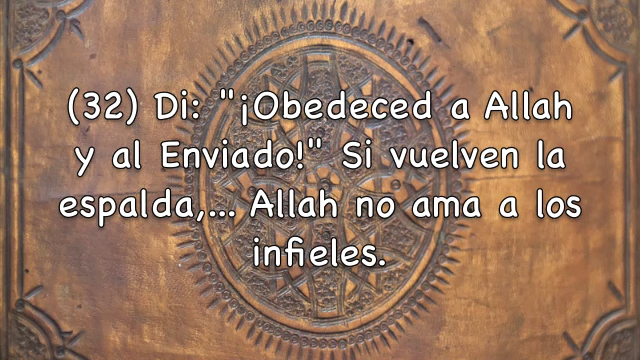 (32) Di: "¡Obedeced a Allah
y al Enviado!" Si vuelven la
espalda,... Allah no ama a los
infieles.